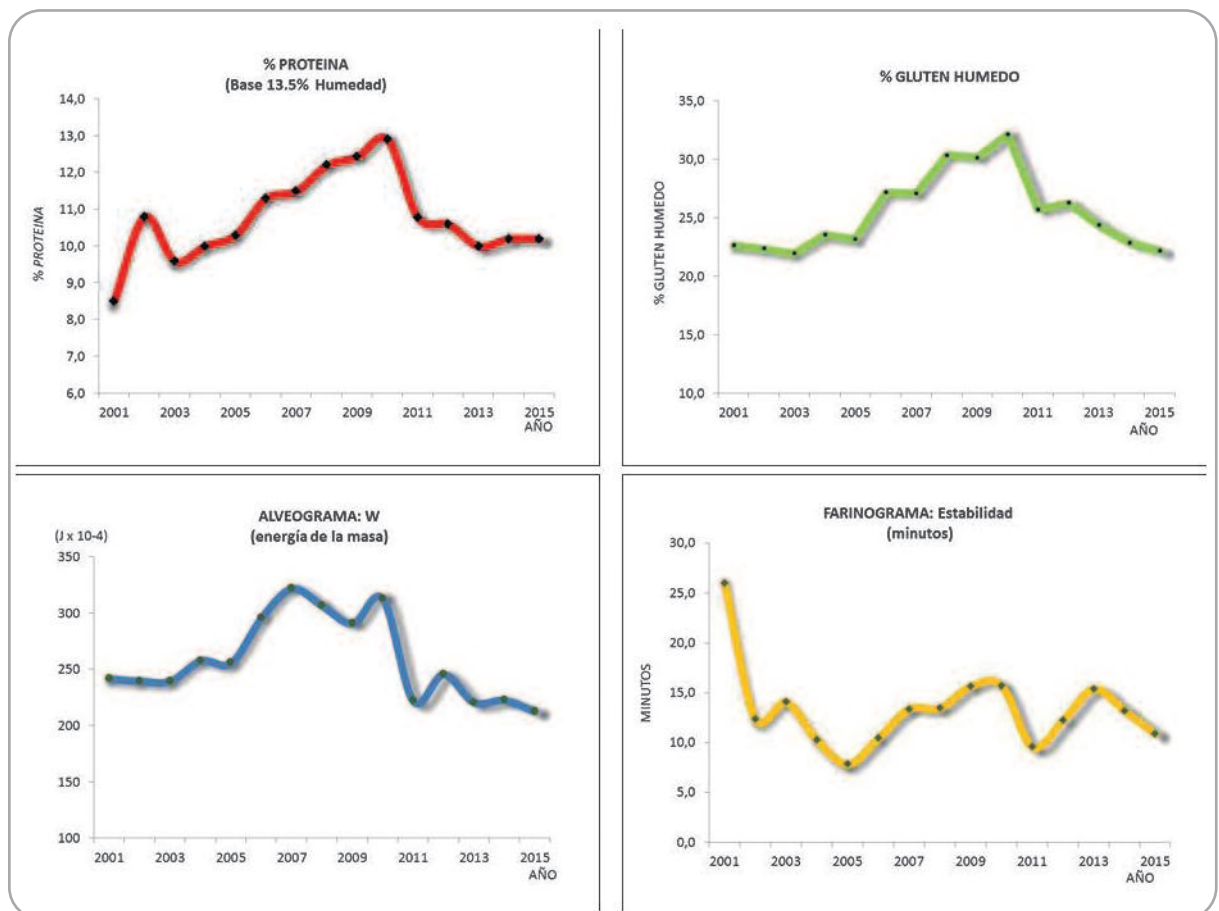 % PROTEINA
(Base 13.5% Humedad)
% PROTEINA
14,0
13,0
12,0
11,0
10,0
9,0
8,0
7,0
6,0
2001 2003 2005 2007 2009 2011 2013 2015
AÑO
% GLUTEN HUMEDO
% GLUTEN HUMEDO
35,0
30,0
25,0
20,0
15,0
10,0
2001 2003 2005 2007 2009 2011 2013 2015
AÑO
ALVEOGRAMA: W
(energía de la masa)
(J x 10-4)
350
300
250
200
150
100
2001 2003 2005 2007 2009 2011 2013 2015
AÑO
FARINOGRAMA: Estabilidad
(minutos)
MINUTOS
30,0
25,0
20,0
15,0
10,0
5,0
0,0
2001 2003 2005 2007 2009 2011 2013 2015
AÑO